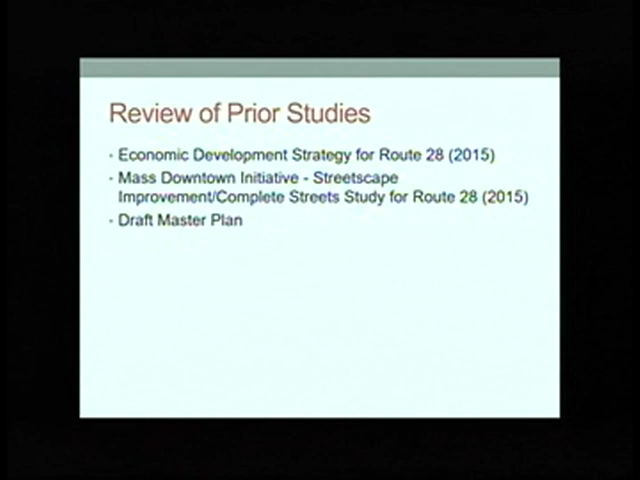 Review of Prior Studies
· Economic Development Strategy for Route 28 (2015)
· Mass Downtown Initiative - Streetscape
Improvement/Complete Streets Study for Route 28 (2015)
· Draft Master Plan